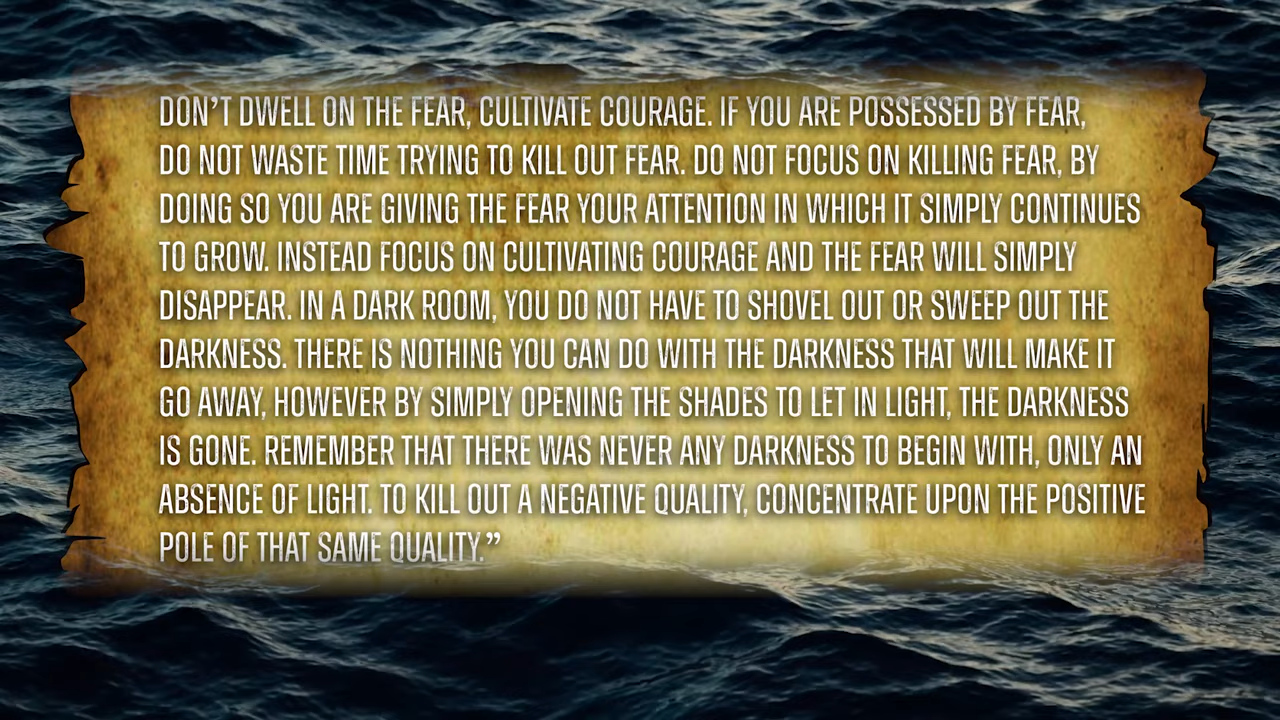 DON’T DWELL ON THE FEAR, CULTIVATE COURAGE. IF YOU ARE POSSESSED BY FEAR,
DO NOT WASTE TIME TRYING TO KILL OUT FEAR. DO NOT FOCUS ON KILLING FEAR, BY
DOING SO YOU ARE GIVING THE FEAR YOUR ATTENTION IN WHICH IT SIMPLY CONTINUES
TO GROW. INSTEAD FOCUS ON CULTIVATING COURAGE AND THE FEAR WILL SIMPLY
DISAPPEAR. IN A DARK ROOM, YOU DO NOT HAVE TO SHOVEL OUT OR SWEEP OUT THE
DARKNESS. THERE IS NOTHING YOU CAN DO WITH THE DARKNESS THAT WILL MAKE IT
GO AWAY, HOWEVER BY SIMPLY OPENING THE SHADES TO LET IN LIGHT, THE DARKNESS
IS GONE. REMEMBER THAT THERE WAS NEVER ANY DARKNESS TO BEGIN WITH, ONLY AN
ABSENCE OF LIGHT. TO KILL OUT A NEGATIVE QUALITY, CONCENTRATE UPON THE POSITIVE
POLE OF THAT SAME QUALITY.”